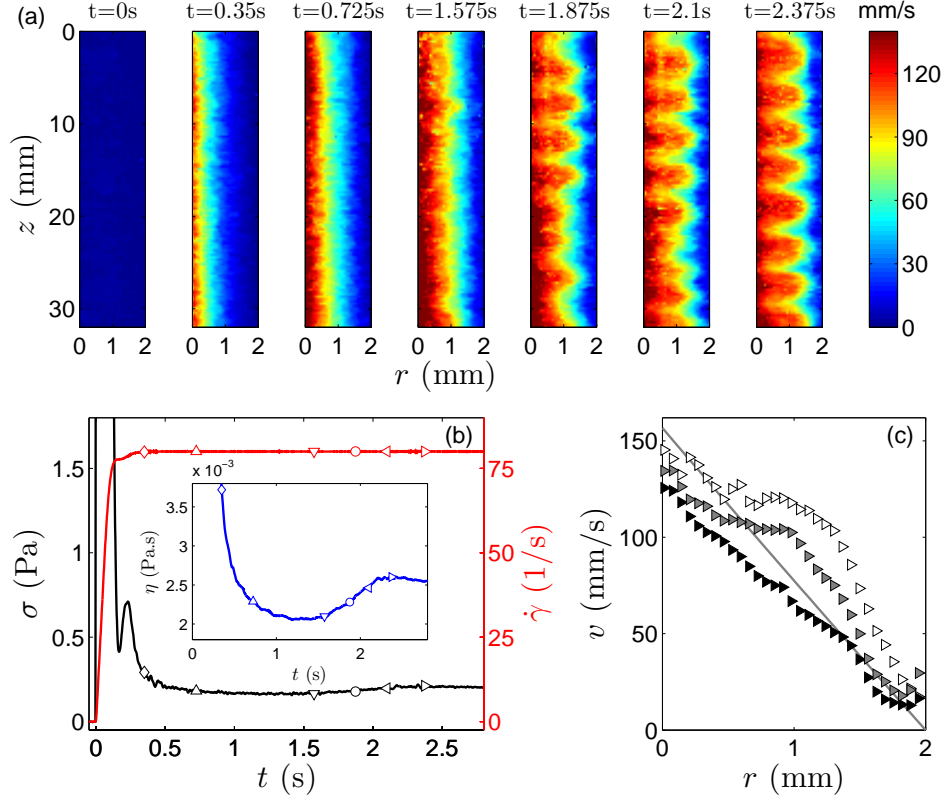 (a) t=0s t=0.35s t=0.725s t=1.575s t=1.875s t=2.1s t=2.375s mm/s
0 10 20 30
z (mm)
0 1 2 0 1 2 0 1 2 0 1 2 0 1 2 0 1 2 0 1 2
r (mm)
120 90 60 30 0
(b)
1.5 1 0.5 0
σ (Pa)
0 0.5 1 1.5 2 2.5
t (s)
75 50 25 0
γ̇ (1/s)
x 10⁻³
3.5 3 2.5 2
η (Pa.s)
0 1 2
t (s)
(c)
150 100 50 0
v (mm/s)
0 1 2
r (mm)